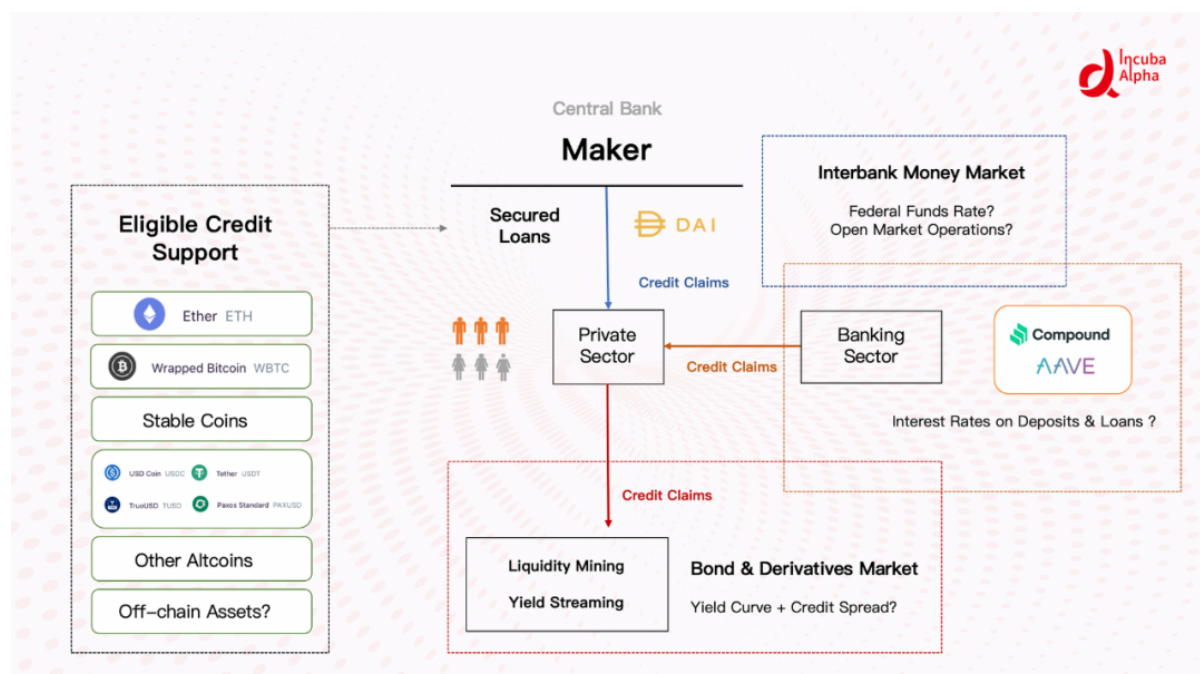 Incuba
Alpha
Central Bank
Maker
Interbank Money Market
Federal Funds Rate?
Open Market Operations?
Eligible Credit
Support
Secured
Loans
DAI
Credit Claims
Ether ETH
Wrapped Bitcoin WBTC
Stable Coins
USD Coin USDC
Tether USDT
TrueUSD TUSD
Paxos Standard PAXUSD
Other Altcoins
Off-chain Assets?
Private
Sector
Credit Claims
Banking
Sector
Compound
AAVE
Interest Rates on Deposits & Loans ?
Credit Claims
Liquidity Mining
Yield Streaming
Bond & Derivatives Market
Yield Curve + Credit Spread?